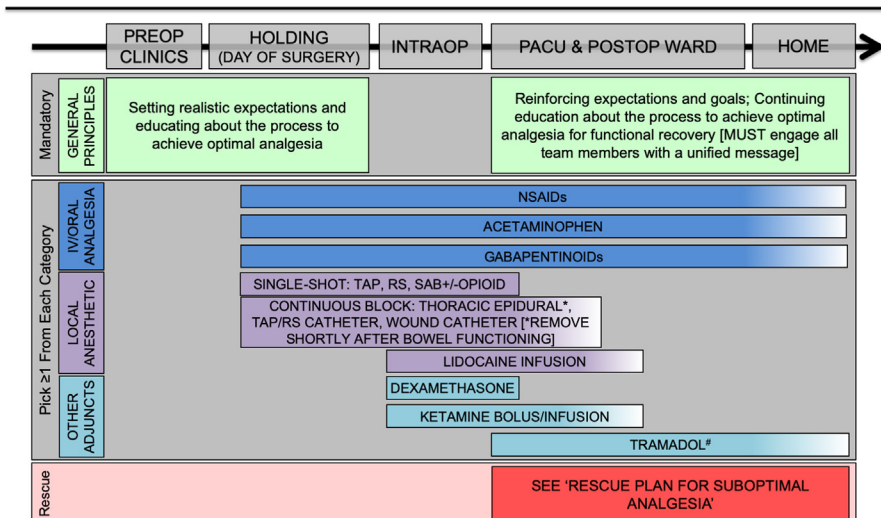 PREOP
CLINICS
HOLDING
(DAY OF SURGERY)
INTRAOP
PACU & POSTOP WARD
HOME
Mandatory
GENERAL
PRINCIPLES
Setting realistic expectations and
educating about the process to
achieve optimal analgesia
Reinforcing expectations and goals; Continuing
education about the process to achieve optimal
analgesia for functional recovery [MUST engage all
team members with a unified message]
Pick ≥1 From Each Category
IV/ORAL
ANALGESIA
NSAIDs
ACETAMINOPHEN
GABAPENTINOIDs
LOCAL
ANESTHETIC
SINGLE-SHOT: TAP, RS, SAB+/-OPIOID
CONTINUOUS BLOCK: THORACIC EPIDURAL*,
TAP/RS CATHETER, WOUND CATHETER [*REMOVE
SHORTLY AFTER BOWEL FUNCTIONING]
LIDOCAINE INFUSION
OTHER
ADJUNCTS
DEXAMETHASONE
KETAMINE BOLUS/INFUSION
TRAMADOL#
Rescue
SEE ‘RESCUE PLAN FOR SUBOPTIMAL
ANALGESIA’